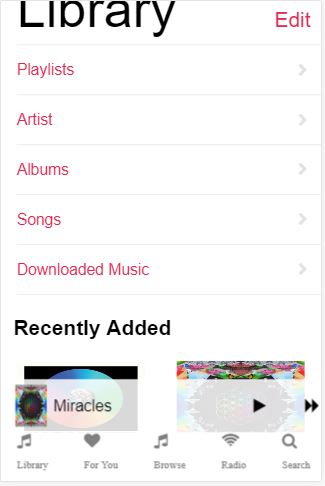 Library
Edit
Playlists
Artist
Albums
Songs
Downloaded Music
Recently Added
Miracles
Library For You Browse Radio Search